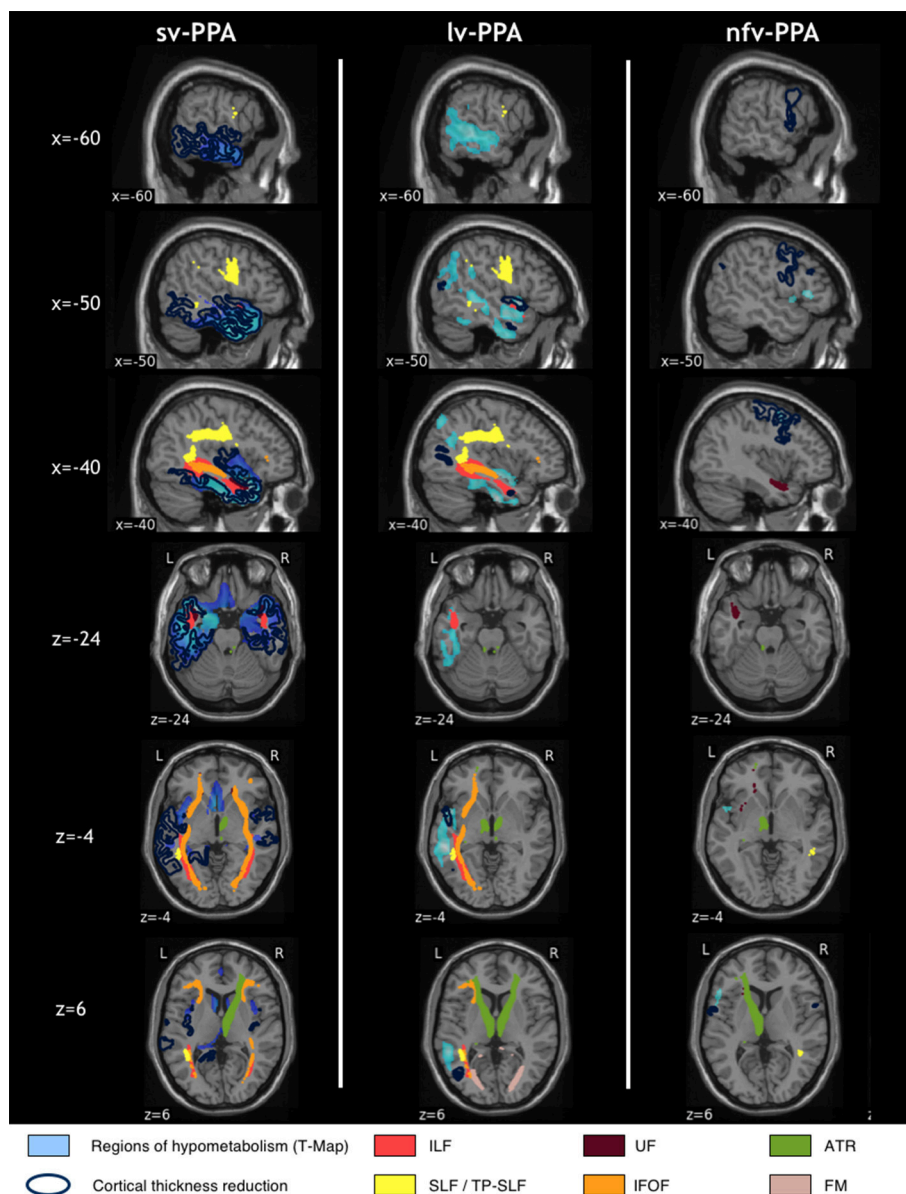 sv-PPA lv-PPA nfv-PPA
x=-60
x=-60 x=-60 x=-60
x=-50
x=-50 x=-50 x=-50
x=-40
x=-40 x=-40 x=-40
L R L R L R
z=-24
z=-24 z=-24 z=-24
L R L R L R
z=-4
z=-4 z=-4 z=-4
L R L R L R
z=6
z=6 z=6 z=6
Regions of hypometabolism (T-Map) ILF UF ATR
Cortical thickness reduction SLF / TP-SLF IFOF FM